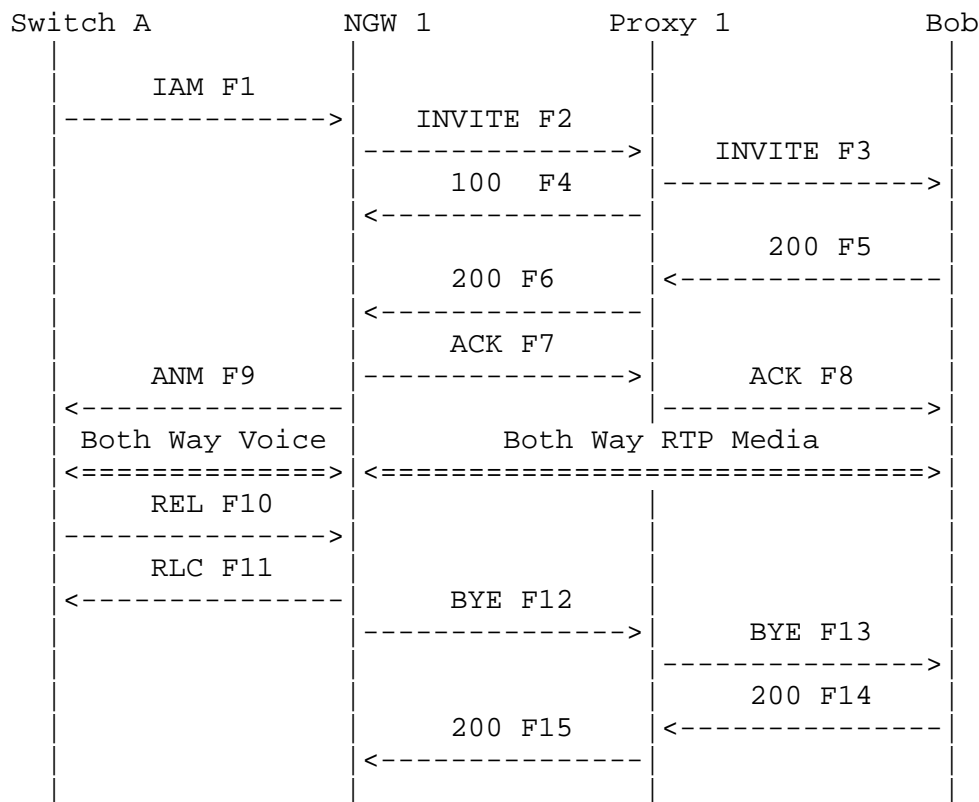 Switch A NGW 1 Proxy 1 Bob
IAM F1
INVITE F2
INVITE F3
100 F4
200 F5
200 F6
ACK F7
ANM F9 ACK F8
Both Way Voice Both Way RTP Media
REL F10
RLC F11
BYE F12
BYE F13
200 F14
200 F15